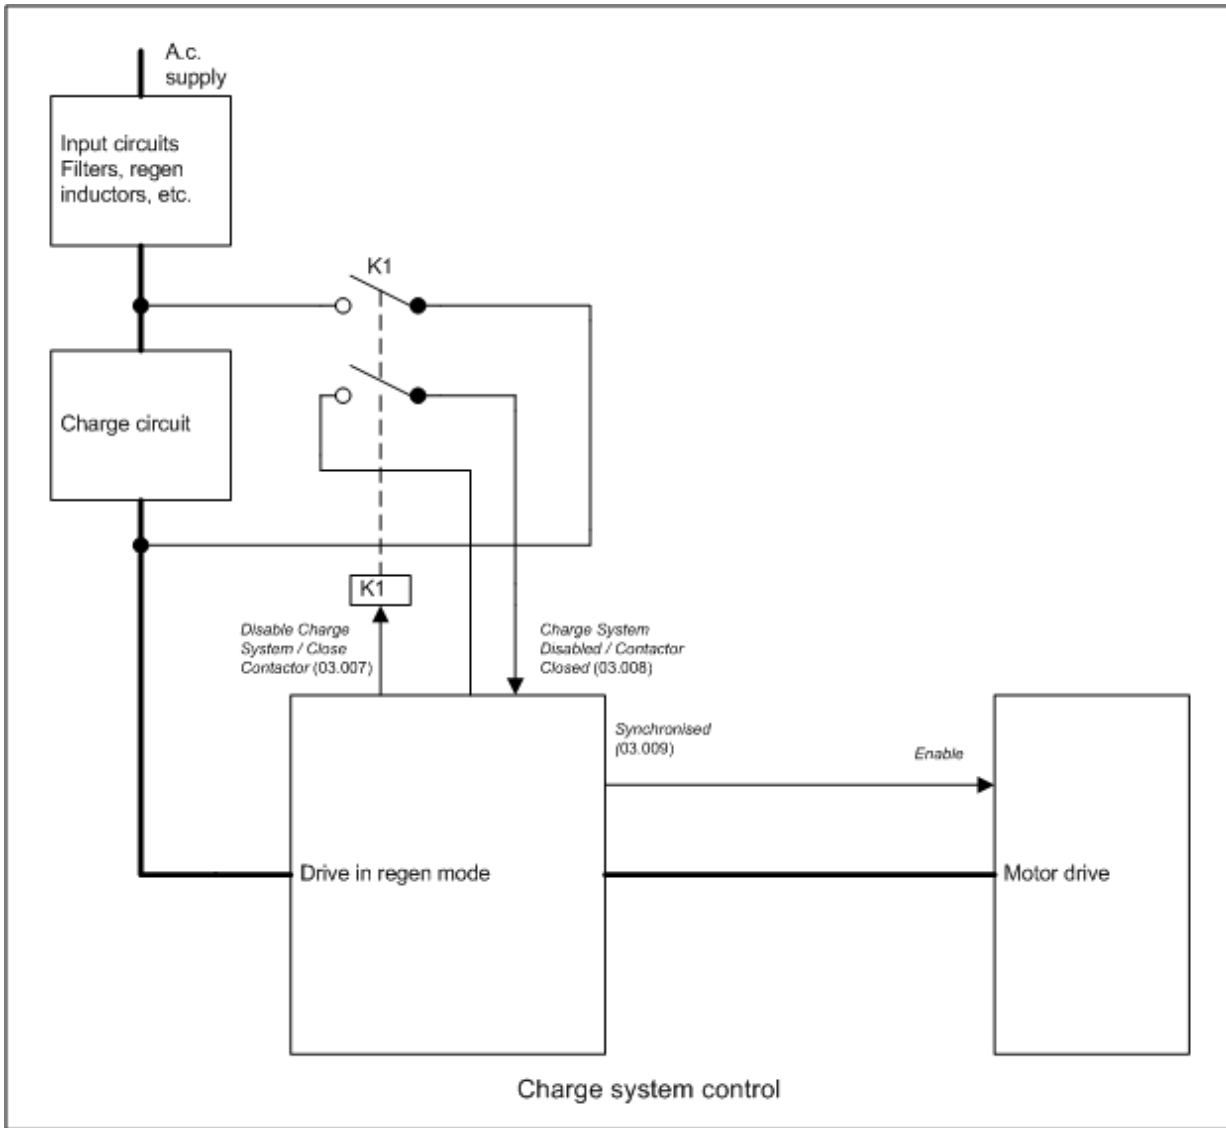 A.c.
supply
Input circuits
Filters, regen
inductors, etc.
K1
Charge circuit
K1
Disable Charge
System / Close
Contactor (03.007)
Charge System
Disabled / Contactor
Closed (03.008)
Synchronised
(03.009)
Enable
Drive in regen mode
Motor drive
Charge system control